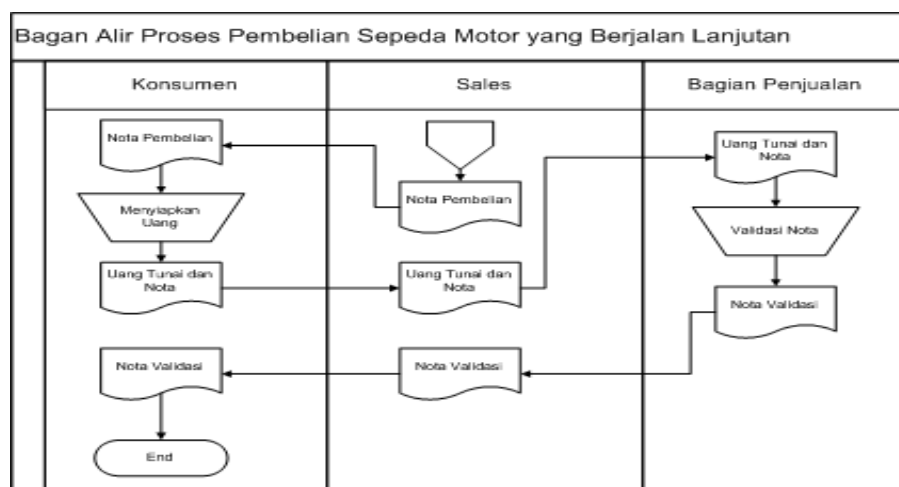 Bagan Alir Proses Pembelian Sepeda Motor yang Berjalan Lanjutan
Konsumen
Sales
Bagian Penjualan
Nota Pembelian
Menyiapkan
Uang
Uang Tunai dan
Nota
Nota Validasi
End
Nota Pembelian
Uang Tunai dan
Nota
Nota Validasi
Uang Tunai dan
Nota
Validasi Nota
Nota Validasi